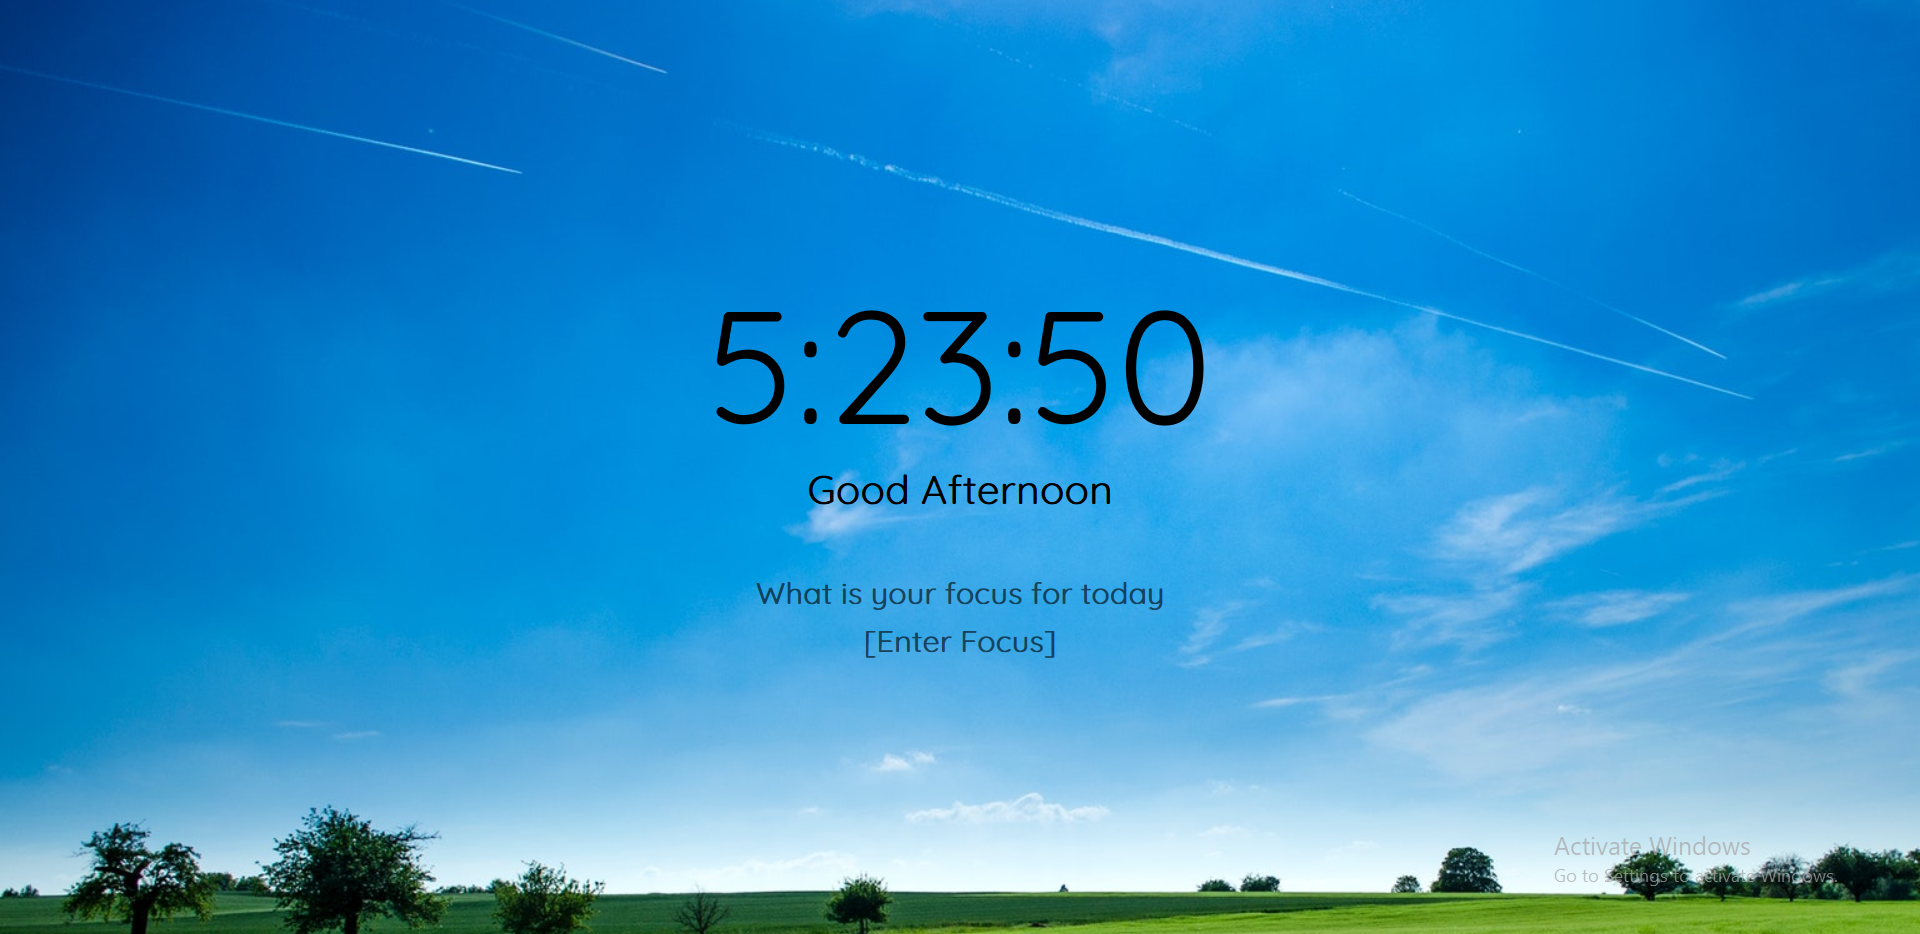 5:23:50
Good Afternoon
What is your focus for today
[Enter Focus]
Activate Windows
Go to Settings to activate Windows.